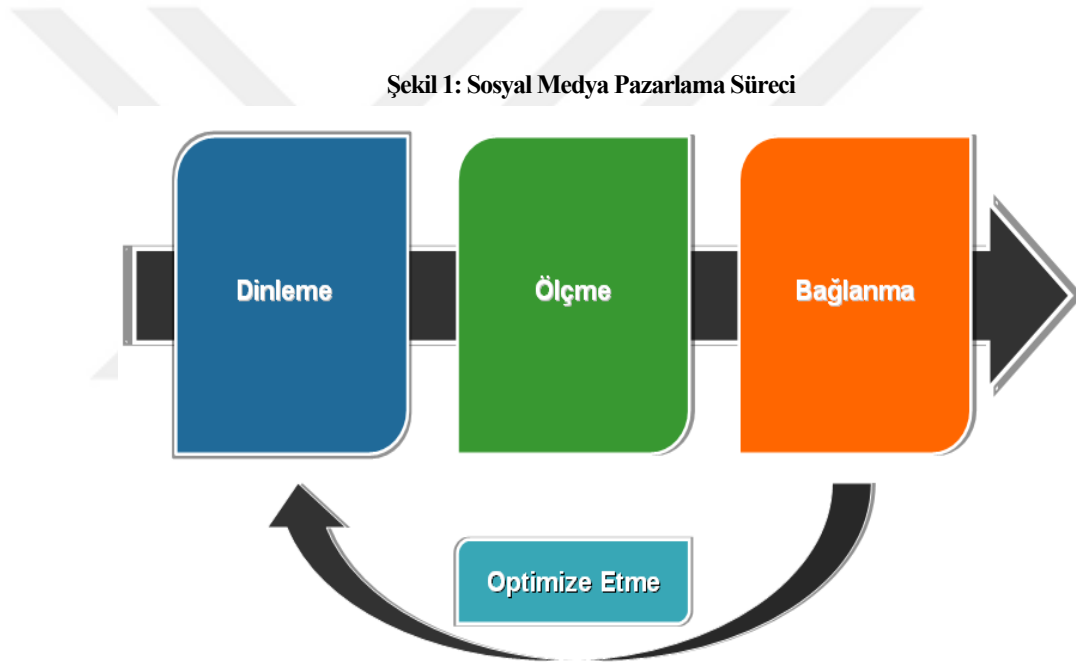 Şekil 1: Sosyal Medya Pazarlama Süreci
Dinleme
Ölçme
Bağlanma
Optimize Etme